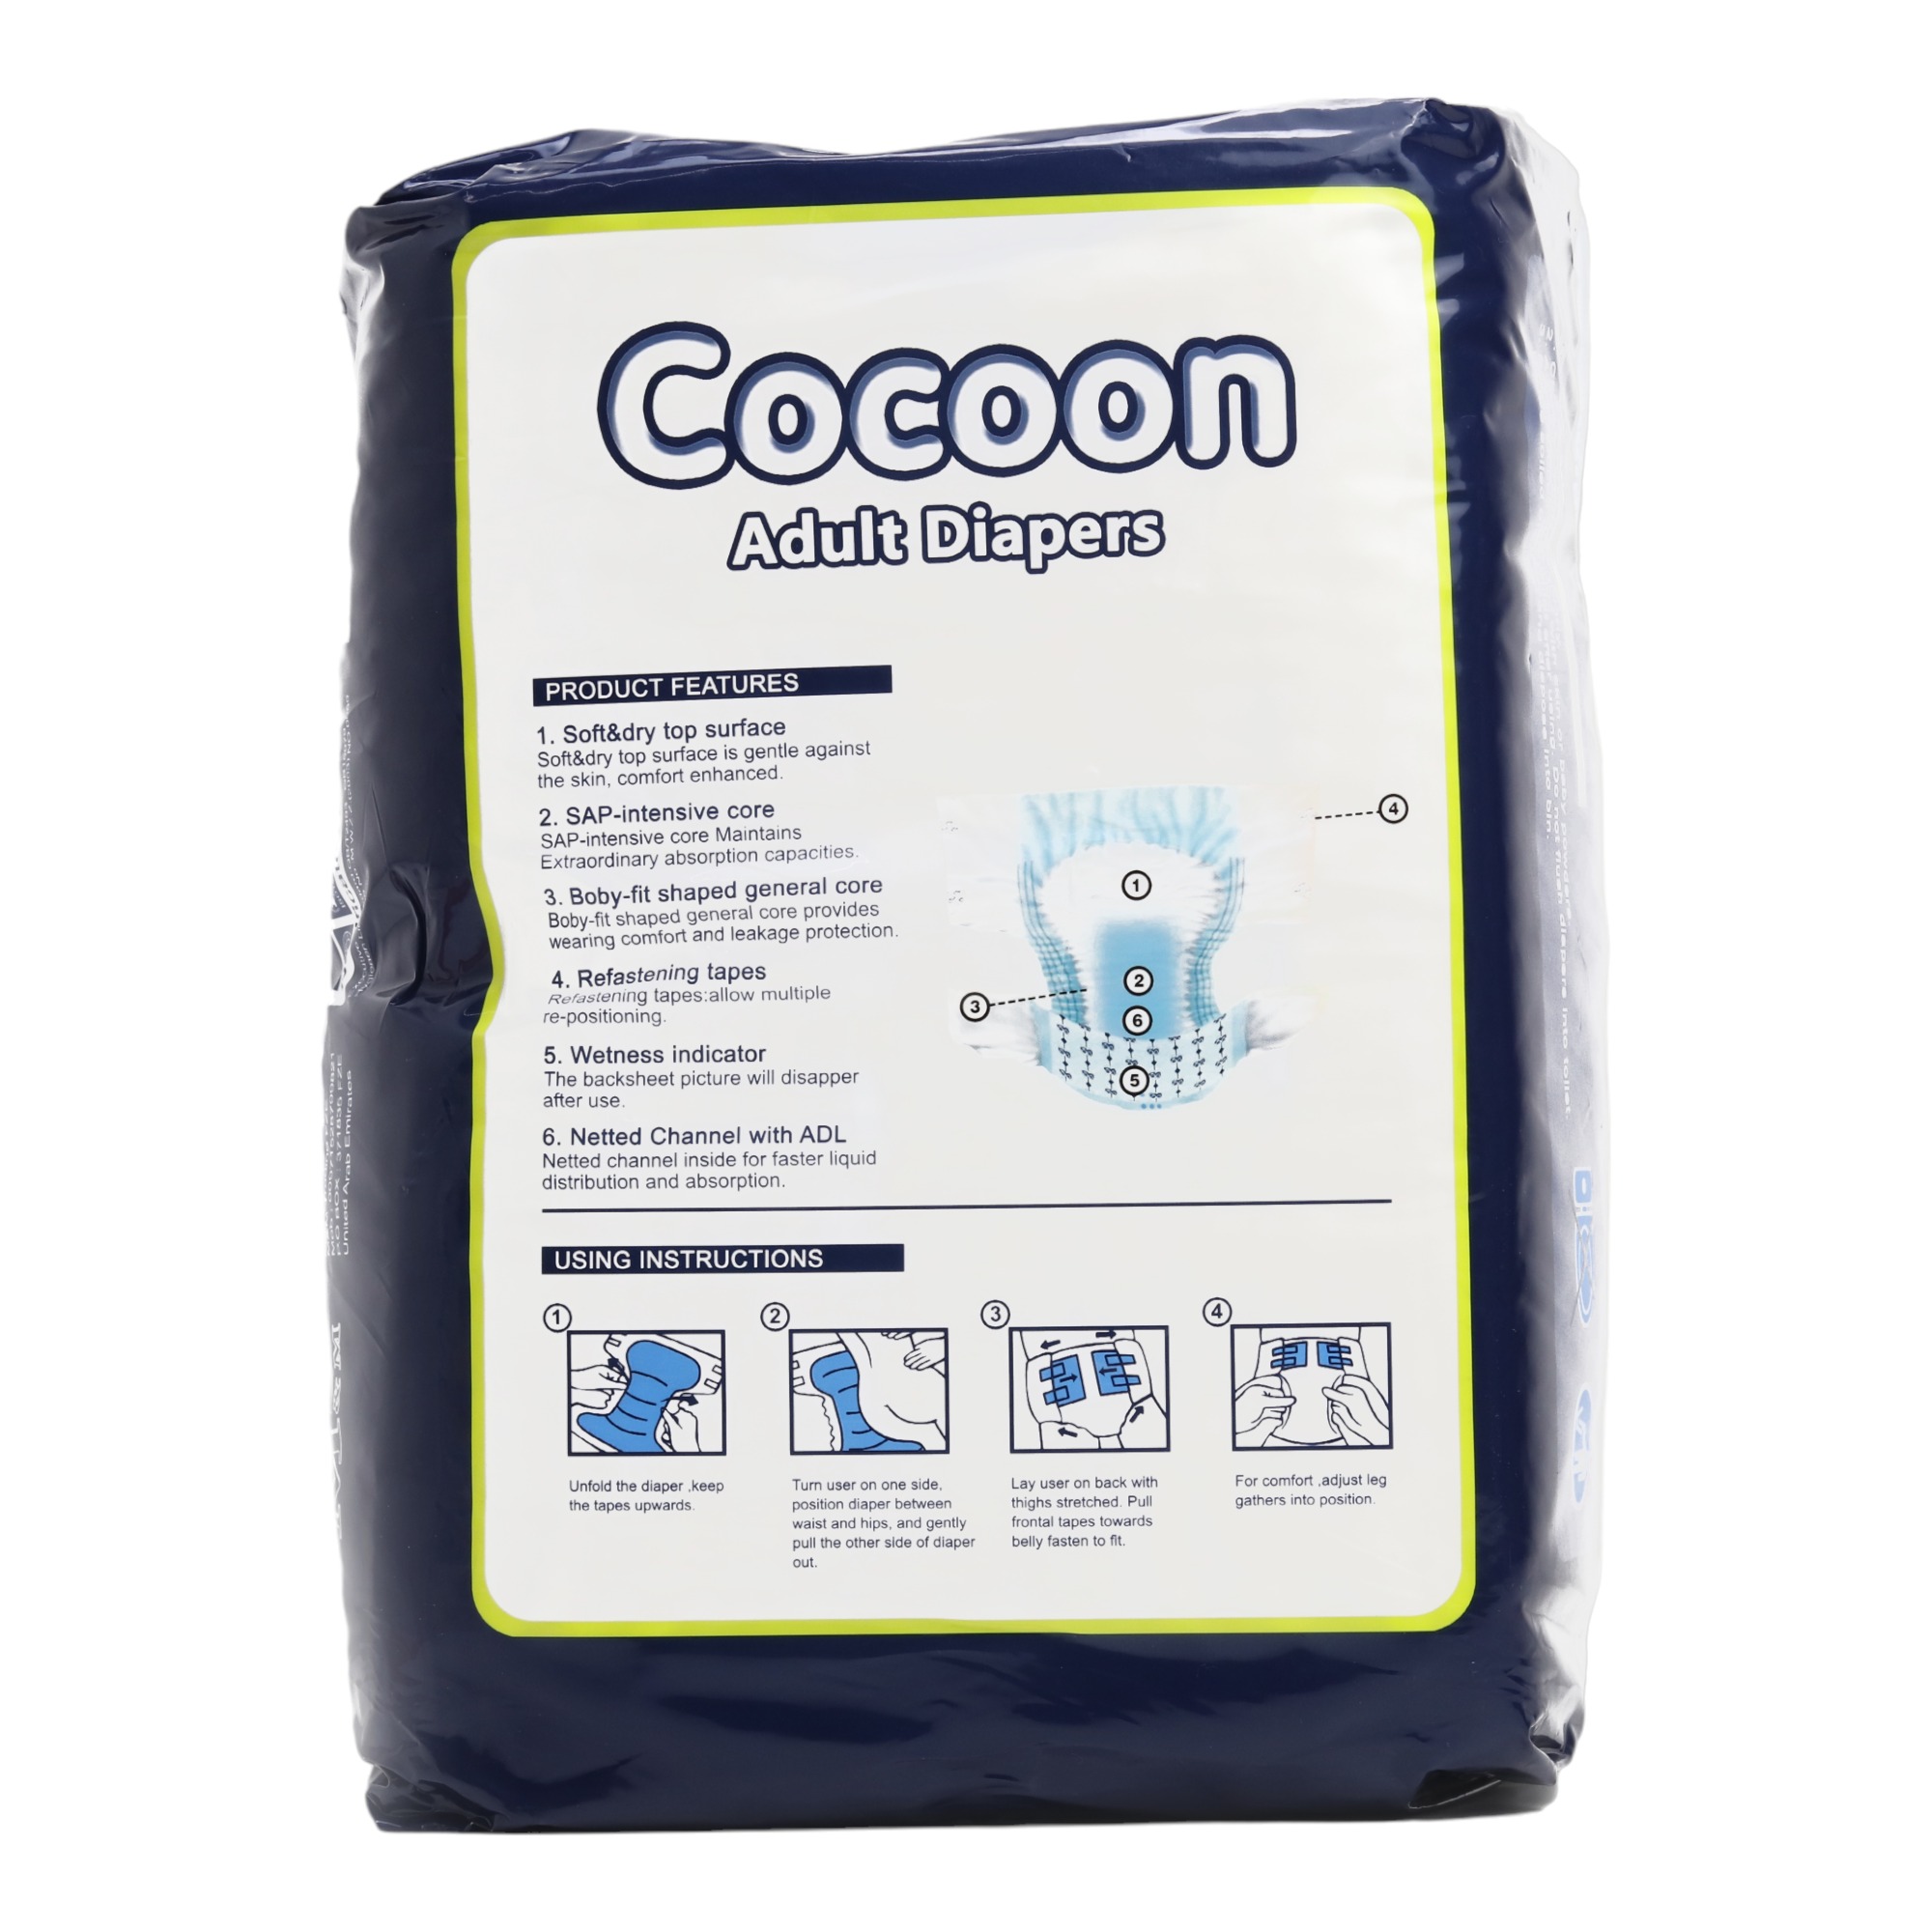 Cocoon
Adult Diapers
PRODUCT FEATURES
1. Soft&dry top surface
Soft&dry top surface is gentle against
the skin, comfort enhanced.
2. SAP-intensive core
SAP-intensive core Maintains
Extraordinary absorption capacities.
3. Boby-fit shaped general core
Boby-fit shaped general core provides
wearing comfort and leakage protection.
4. Refastening tapes
Refastening tapes:allow multiple
re-positioning.
5. Wetness indicator
The backsheet picture will disapper
after use.
6. Netted Channel with ADL
Netted channel inside for faster liquid
distribution and absorption.
4
1
2
3
6
5
USING INSTRUCTIONS
1
2
3
4
Unfold the diaper ,keep
the tapes upwards.
Turn user on one side,
position diaper between
waist and hips, and gently
pull the other side of diaper
out.
Lay user on back with
thighs stretched. Pull
frontal tapes towards
belly fasten to fit.
For comfort ,adjust leg
gathers into position.
United Arab Emirates